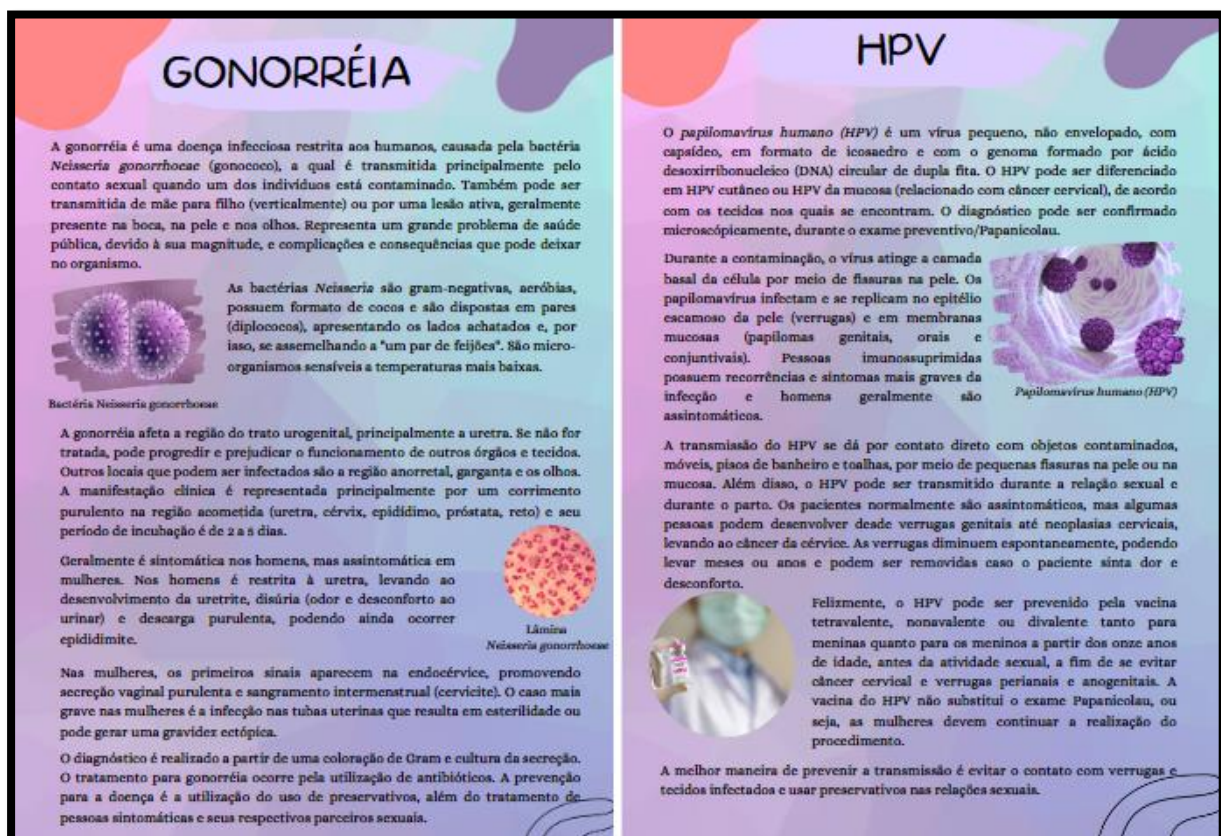 GONORRÉIA
A gonorréia é uma doença infecciosa restrita aos humanos, causada pela bactéria
Neisseria gonorrhoeae (gonococo), a qual é transmitida principalmente pelo
contato sexual quando um dos indivíduos está contaminado. Também pode ser
transmitida de mãe para filho (verticalmente) ou por uma lesão ativa, geralmente
presente na boca, na pele e nos olhos. Representa um grande problema de saúde
pública, devido à sua magnitude, e complicações e consequências que pode deixar
no organismo.
As bactérias Neisseria são gram-negativas, aeróbias,
possuem formato de cocos e são dispostas em pares
(diplococos), apresentando os lados achatados e, por
isso, se assemelhando a "um par de feijões". São micro-
organismos sensíveis a temperaturas mais baixas.
Bactéria Neisseria gonorrhoeae
A gonorréia afeta a região do trato urogenital, principalmente a uretra. Se não for
tratada, pode progredir e prejudicar o funcionamento de outros órgãos e tecidos.
Outros locais que podem ser infectados são a região anorretal, garganta e os olhos.
A manifestação clínica é representada principalmente por um corrimento
purulento na região acometida (uretra, cérvix, epidídimo, próstata, reto) e seu
período de incubação é de 2 a 5 dias.
Geralmente é sintomática nos homens, mas assintomática em
mulheres. Nos homens é restrita à uretra, levando ao
desenvolvimento da uretrite, disúria (odor e desconforto ao
urinar) e descarga purulenta, podendo ainda ocorrer
epididimite.
Lâmina
Neisseria gonorrhoeae
Nas mulheres, os primeiros sinais aparecem na endocérvice, promovendo
secreção vaginal purulenta e sangramento intermenstrual (cervicite). O caso mais
grave nas mulheres é a infecção nas tubas uterinas que resulta em esterilidade ou
pode gerar uma gravidez ectópica.
O diagnóstico é realizado a partir de uma coloração de Gram e cultura da secreção.
O tratamento para gonorréia ocorre pela utilização de antibióticos. A prevenção
para a doença é a utilização do uso de preservativos, além do tratamento de
pessoas sintomáticas e seus respectivos parceiros sexuais.
HPV
O papilomavírus humano (HPV) é um vírus pequeno, não envelopado, com
capsídeo, em formato de icosaedro e com o genoma formado por ácido
desoxirribonucleico (DNA) circular de dupla fita. O HPV pode ser diferenciado
em HPV cutâneo ou HPV da mucosa (relacionado com câncer cervical), de acordo
com os tecidos nos quais se encontram. O diagnóstico pode ser confirmado
microscópicamente, durante o exame preventivo/Papanicolau.
Durante a contaminação, o vírus atinge a camada
basal da célula por meio de fissuras na pele. Os
papilomavírus infectam e se replicam no epitélio
escamoso da pele (verrugas) e em membranas
mucosas (papilomas genitais, orais e
conjuntivais). Pessoas imunossuprimidas
possuem recorrências e sintomas mais graves da
infecção e homens geralmente são
assintomáticos.
Papilomavírus humano (HPV)
A transmissão do HPV se dá por contato direto com objetos contaminados,
móveis, pisos de banheiro e toalhas, por meio de pequenas fissuras na pele ou na
mucosa. Além disso, o HPV pode ser transmitido durante a relação sexual e
durante o parto. Os pacientes normalmente são assintomáticos, mas algumas
pessoas podem desenvolver desde verrugas genitais até neoplasias cervicais,
levando ao câncer da cérvice. As verrugas diminuem espontaneamente, podendo
levar meses ou anos e podem ser removidas caso o paciente sinta dor e
desconforto.
Felizmente, o HPV pode ser prevenido pela vacina
tetravalente, nonavalente ou divalente tanto para
meninas quanto para os meninos a partir dos onze anos
de idade, antes da atividade sexual, a fim de se evitar
câncer cervical e verrugas perianais e anogenitais. A
vacina do HPV não substitui o exame Papanicolau, ou
seja, as mulheres devem continuar a realização do
procedimento.
A melhor maneira de prevenir a transmissão é evitar o contato com verrugas e
tecidos infectados e usar preservativos nas relações sexuais.